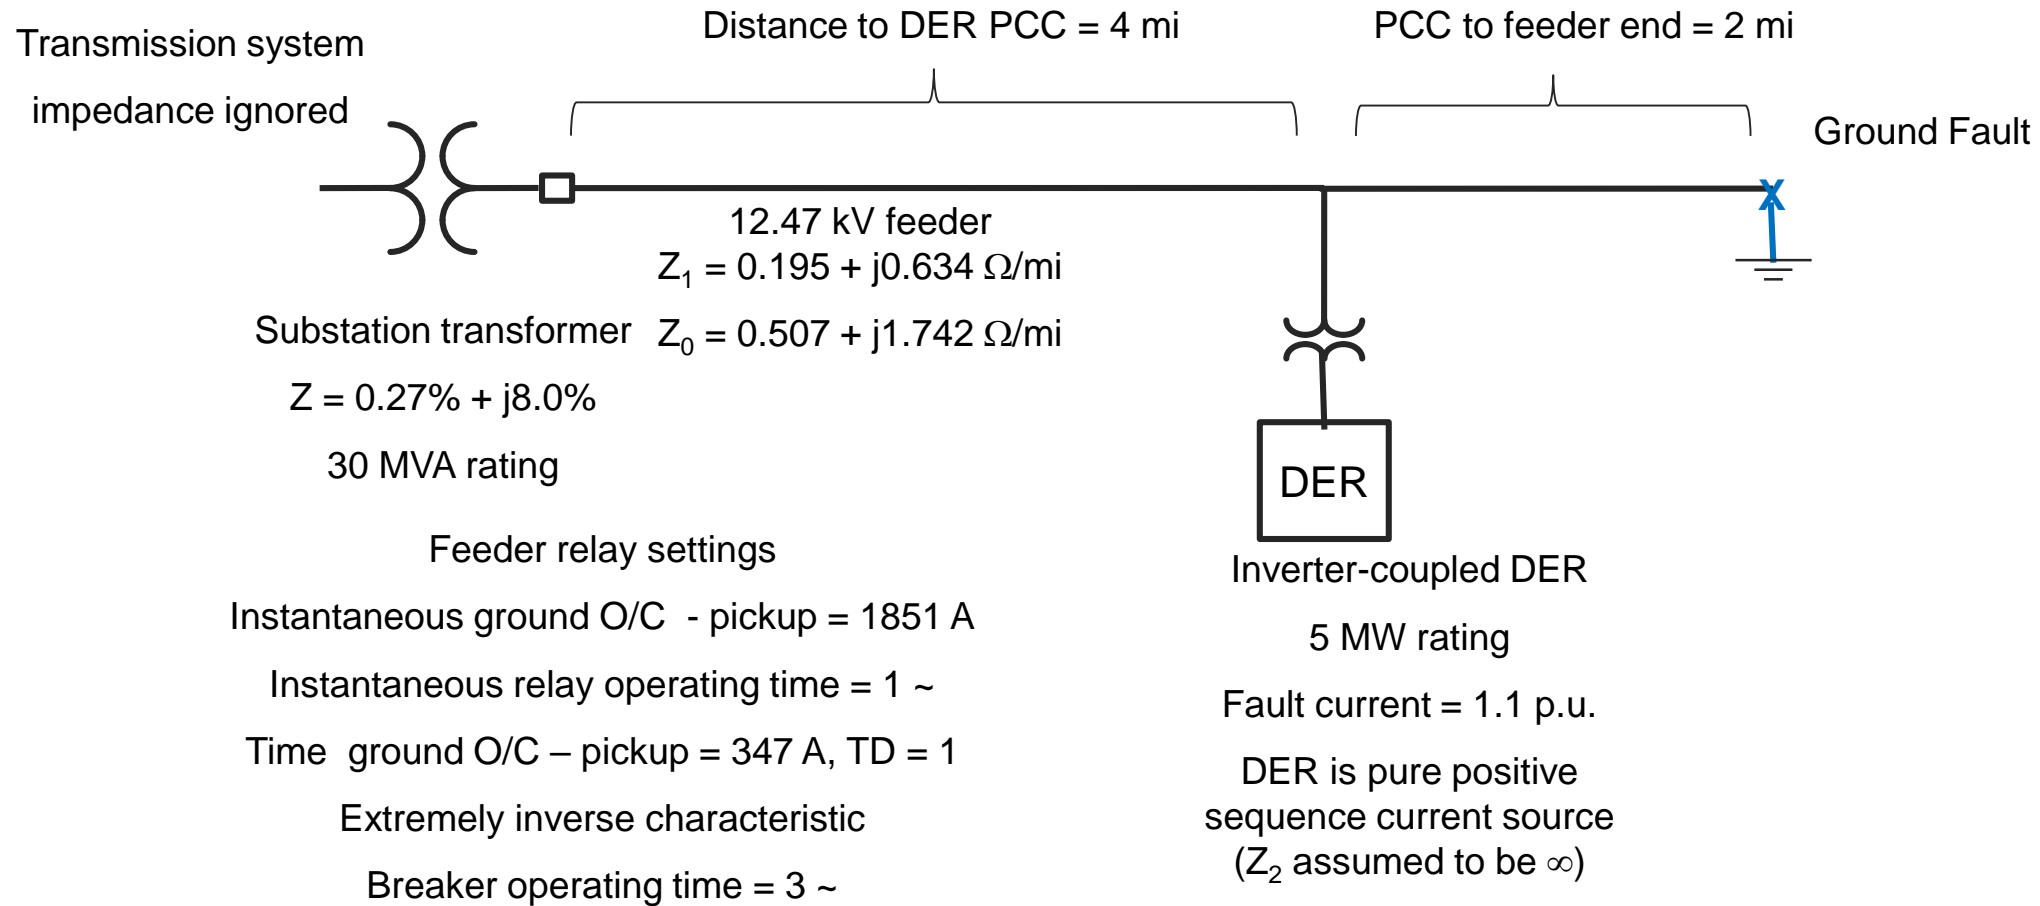 Transmission system
impedance ignored
Distance to DER PCC = 4 mi
PCC to feeder end = 2 mi
Ground Fault
X
12.47 kV feeder
Z₁ = 0.195 + j0.634 Ω/mi
Z₀ = 0.507 + j1.742 Ω/mi
Substation transformer
Z = 0.27% + j8.0%
30 MVA rating
Feeder relay settings
Instantaneous ground O/C - pickup = 1851 A
Instantaneous relay operating time = 1 ~
Time ground O/C – pickup = 347 A, TD = 1
Extremely inverse characteristic
Breaker operating time = 3 ~
DER
Inverter-coupled DER
5 MW rating
Fault current = 1.1 p.u.
DER is pure positive
sequence current source
(Z₂ assumed to be ∞)